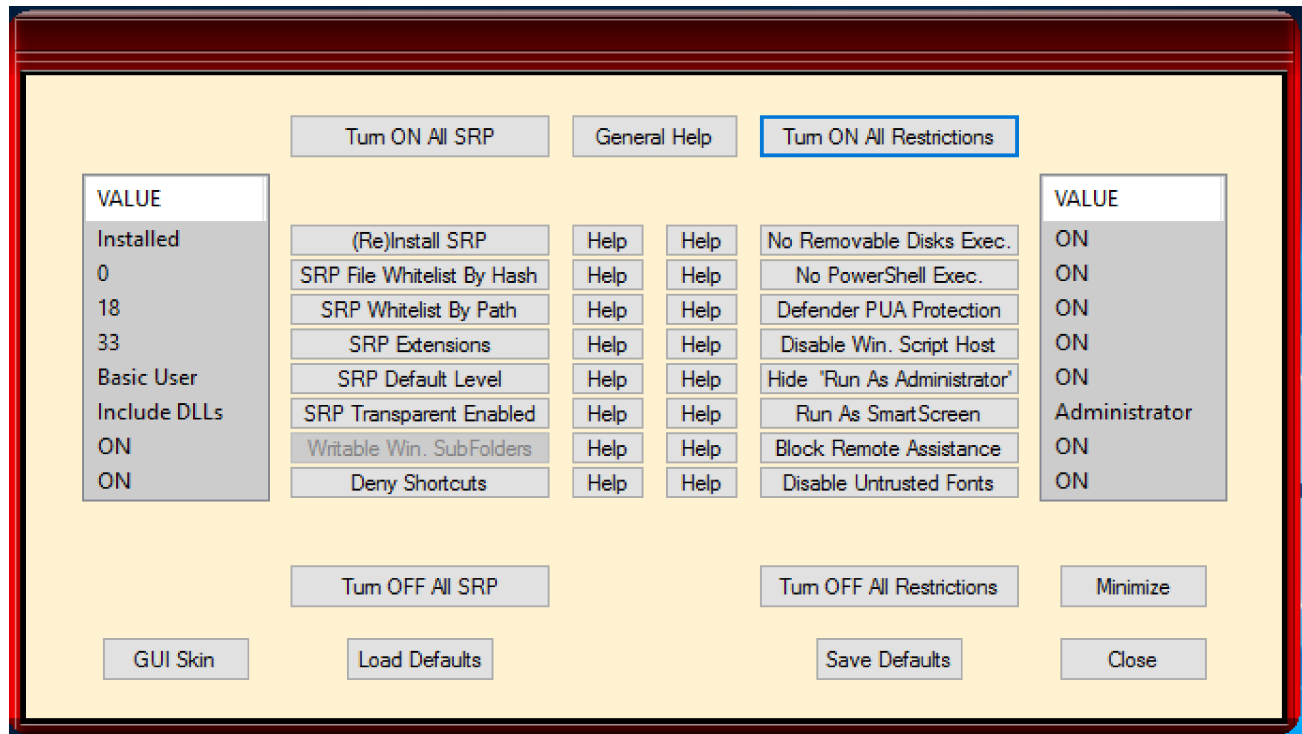 Turn ON All SRP General Help Turn ON All Restrictions
VALUE VALUE
Installed (Re)Install SRP Help Help No Removable Disks Exec. ON
0 SRP File Whitelist By Hash Help Help No PowerShell Exec. ON
18 SRP Whitelist By Path Help Help Defender PUA Protection ON
33 SRP Extensions Help Help Disable Win. Script Host ON
Basic User SRP Default Level Help Help Hide 'Run As Administrator' ON
Include DLLs SRP Transparent Enabled Help Help Run As SmartScreen Administrator
ON Writable Win. SubFolders Help Help Block Remote Assistance ON
ON Deny Shortcuts Help Help Disable Untrusted Fonts ON
Turn OFF All SRP Turn OFF All Restrictions Minimize
GUI Skin Load Defaults Save Defaults Close